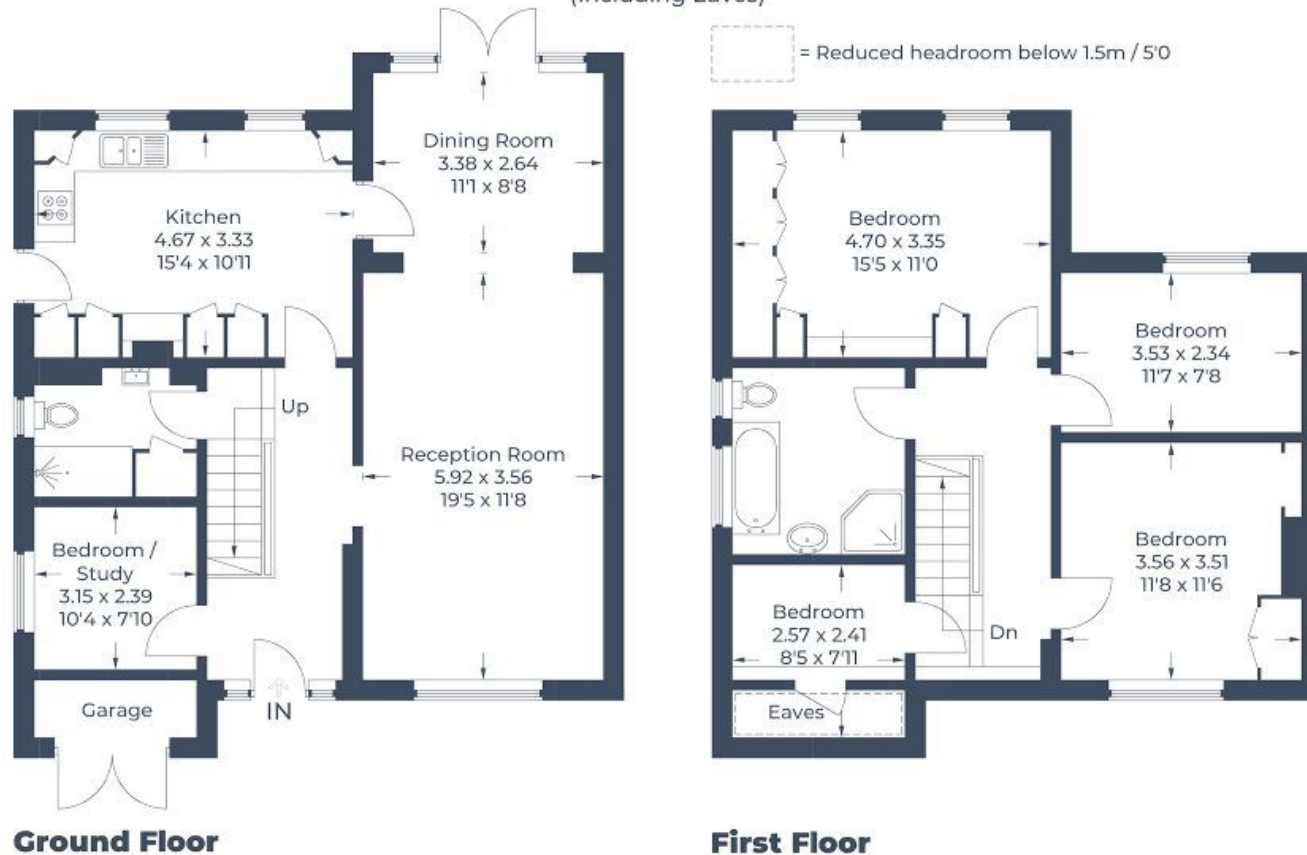 (Including Eaves)
= Reduced headroom below 1.5m / 5'0
Dining Room
3.38 x 2.64
11'1 x 8'8
Kitchen
4.67 x 3.33
15'4 x 10'11
Up
Reception Room
5.92 x 3.56
19'5 x 11'8
Bedroom /
Study
3.15 x 2.39
10'4 x 7'10
Garage
IN
Ground Floor
Bedroom
4.70 x 3.35
15'5 x 11'0
Bedroom
3.53 x 2.34
11'7 x 7'8
Bedroom
3.56 x 3.51
11'8 x 11'6
Bedroom
2.57 x 2.41
8'5 x 7'11
Dn
Eaves
First Floor